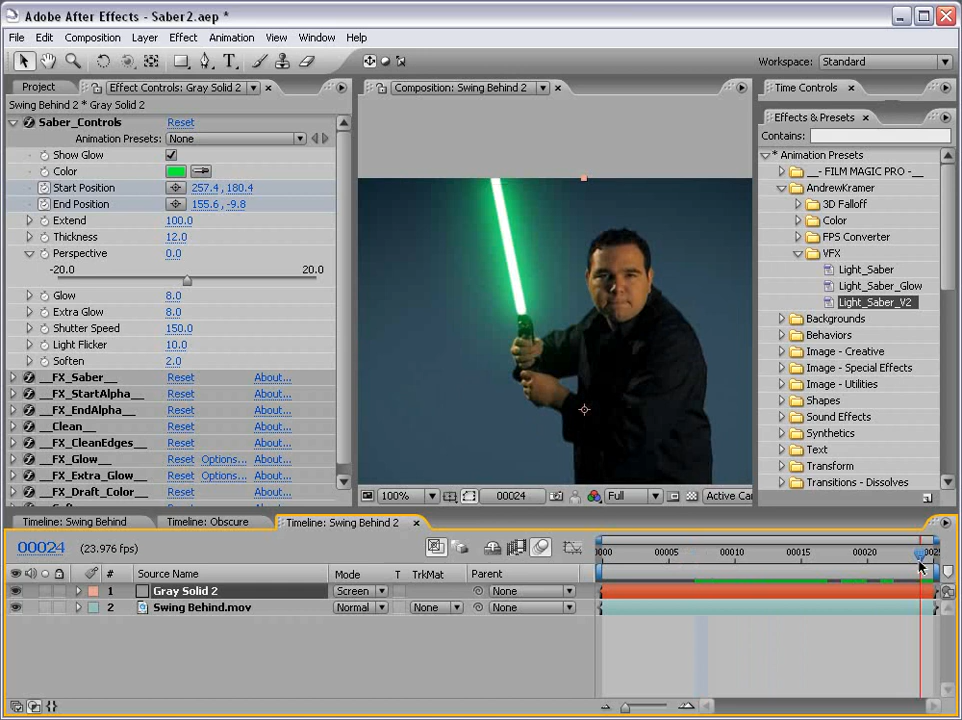 Adobe After Effects - Saber2.aep *
File Edit Composition Layer Effect Animation View Window Help
Workspace: Standard
Project Effect Controls: Gray Solid 2
Swing Behind 2 * Gray Solid 2
Saber_Controls Reset
Animation Presets: None
Show Glow
Color
Start Position 257.4, 180.4
End Position 155.6, -9.8
Extend 100.0
Thickness 12.0
Perspective 0.0
-20.0 20.0
Glow 8.0
Extra Glow 8.0
Shutter Speed 150.0
Light Flicker 10.0
Soften 2.0
__FX_Saber__ Reset About...
__FX_StartAlpha__ Reset About...
__FX_EndAlpha__ Reset About...
__Clean__ Reset About...
__FX_CleanEdges__ Reset About...
__FX_Glow__ Reset Options... About...
__FX_Extra_Glow__ Reset Options... About...
__FX_Draft_Color__ Reset About...
Composition: Swing Behind 2
100% 00024 Full Active Ca
Time Controls
Effects & Presets
Contains:
* Animation Presets
__- FILM MAGIC PRO -__
AndrewKramer
3D Falloff
Color
FPS Converter
VFX
Light_Saber
Light_Saber_Glow
Light_Saber_V2
Backgrounds
Behaviors
Image - Creative
Image - Special Effects
Image - Utilities
Shapes
Sound Effects
Synthetics
Text
Transform
Transitions - Dissolves
Timeline: Swing Behind Timeline: Obscure Timeline: Swing Behind 2
00024 (23.976 fps)
0000 00005 00010 00015 00020 0002
# Source Name Mode T TrkMat Parent
1 Gray Solid 2 Screen None
2 Swing Behind.mov Normal None None